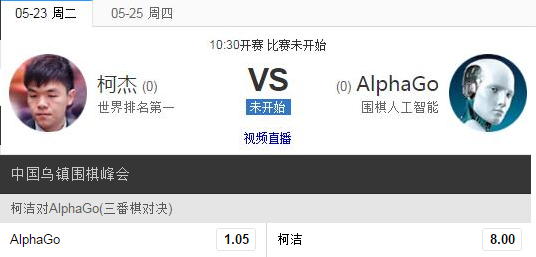 05-23 周二
05-25 周四
10:30开赛 比赛未开始
柯杰 (0)
世界排名第一
VS
未开始
(0) AlphaGo
围棋人工智能
视频直播
中国乌镇围棋峰会
柯洁对AlphaGo(三番棋对决)
AlphaGo 1.05 柯洁 8.00